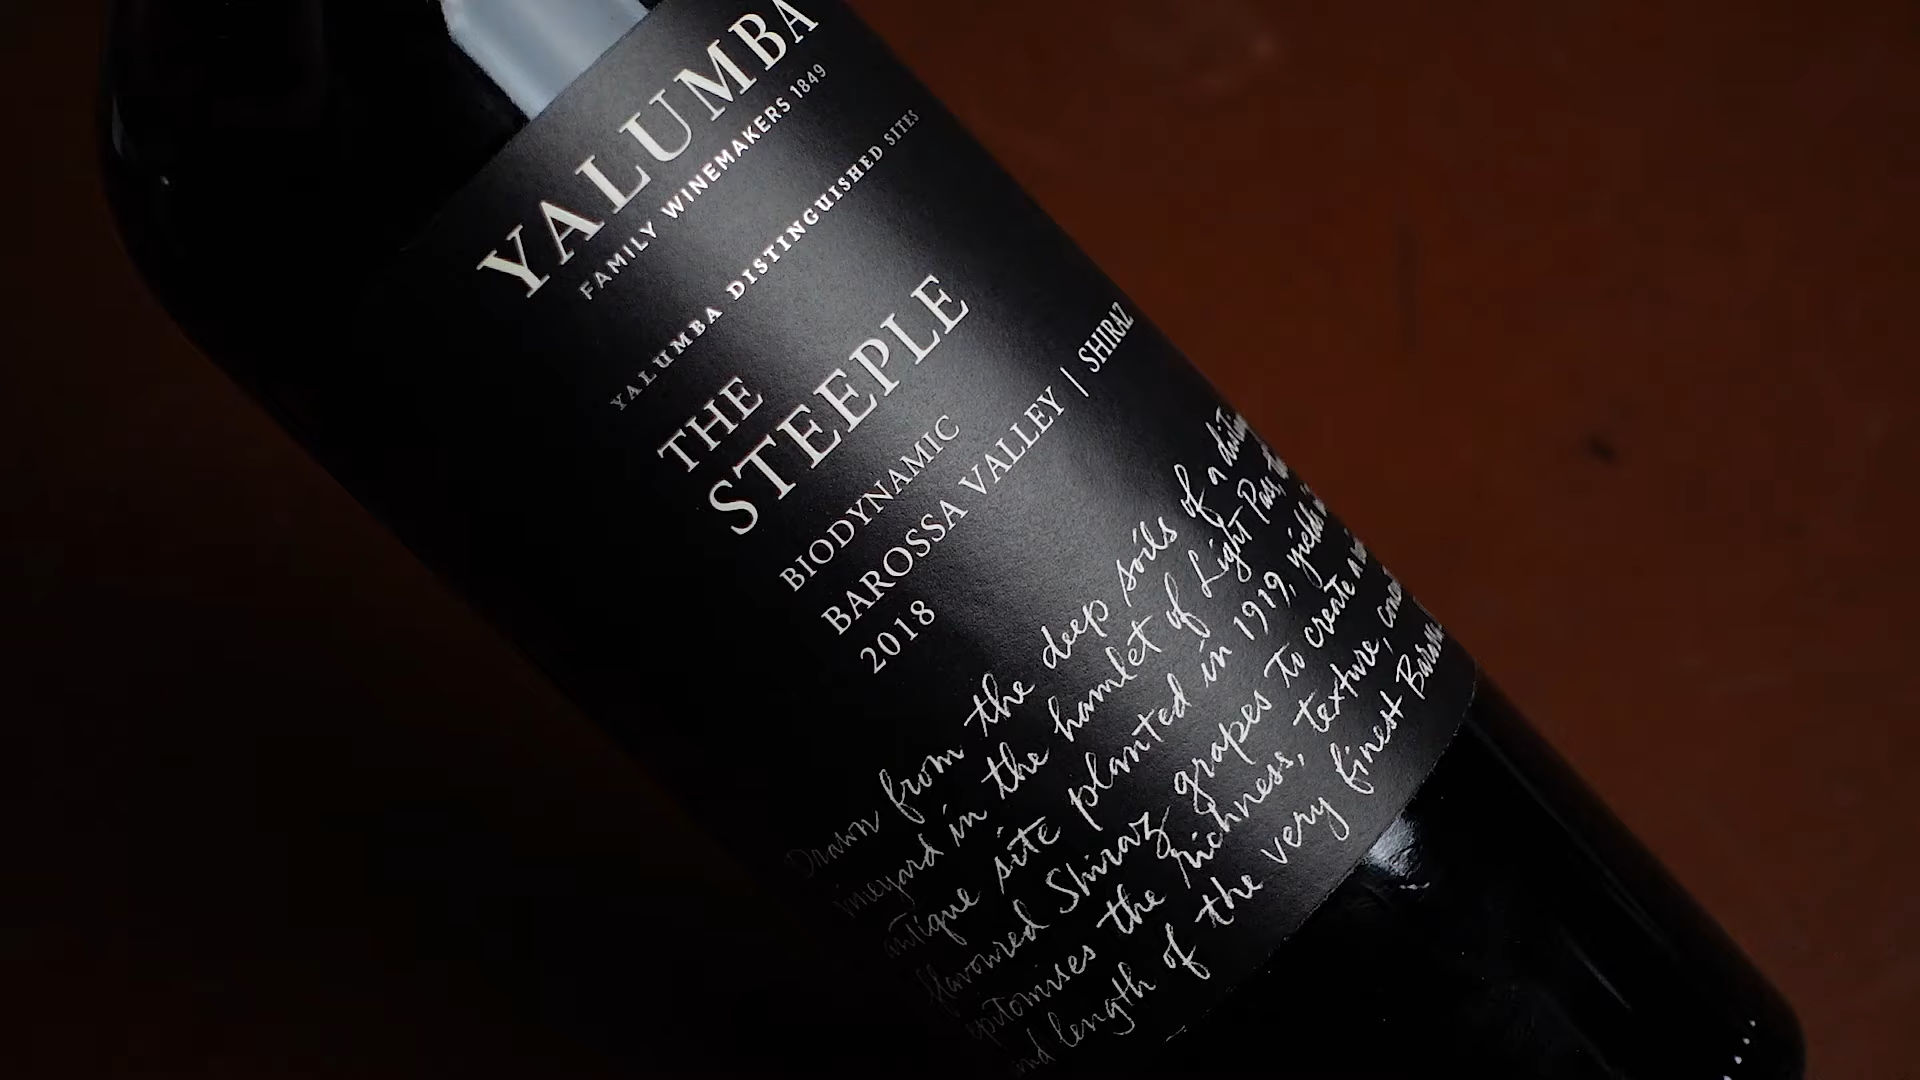 YALUMBA
FAMILY WINEMAKERS 1849
YALUMBA DISTINGUISHED SITES
THE
STEEPLE
BIODYNAMIC
BAROSSA VALLEY | SHIRAZ
2018
Drawn from the deep soils of a
vineyard in the hamlet of Light Pass,
antique site planted in 1919, yields
flavoured Shiraz grapes to create a
epitomises the richness, texture,
and length of the very finest